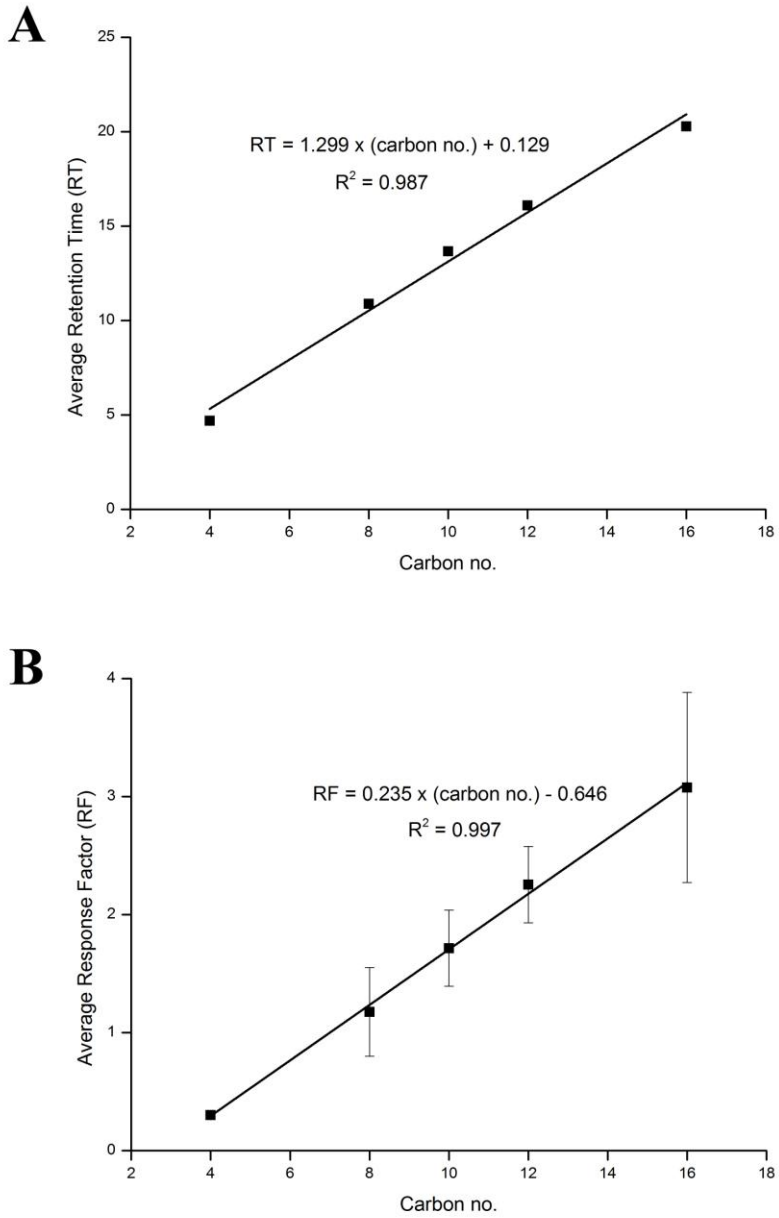 A
25
20
15
10
5
0
Average Retention Time (RT)
RT = 1.299 x (carbon no.) + 0.129
R² = 0.987
2 4 6 8 10 12 14 16 18
Carbon no.
B
4
3
2
1
0
Average Response Factor (RF)
RF = 0.235 x (carbon no.) - 0.646
R² = 0.997
2 4 6 8 10 12 14 16 18
Carbon no.